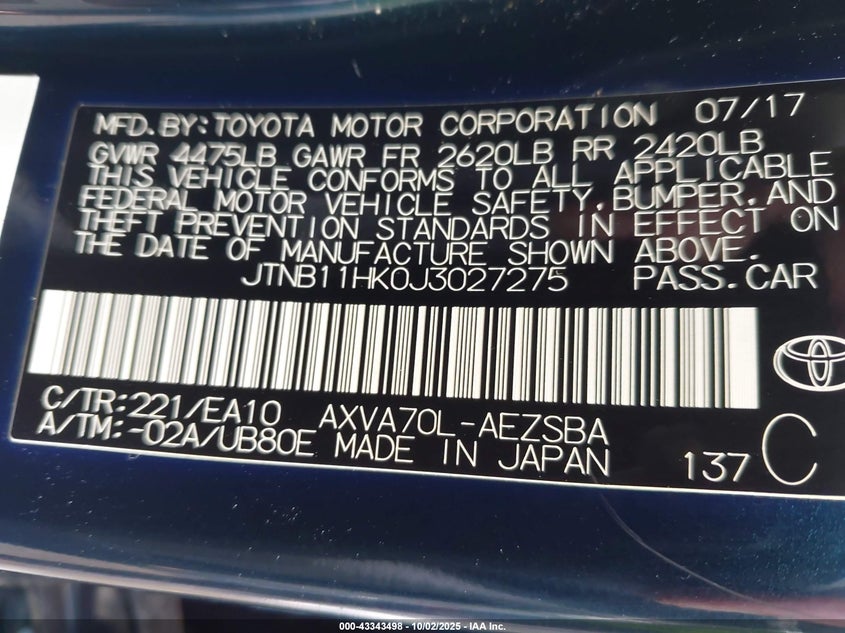 MFD.BY:TOYOTA MOTOR CORPORATION 07/17
GVWR 4475LB GAWR FR 2620LB RR 2420LB
THIS VEHICLE CONFORMS TO ALL APPLICABLE
FEDERAL MOTOR VEHICLE SAFETY,BUMPER,AND
THEFT PREVENTION STANDARDS IN EFFECT ON
THE DATE OF MANUFACTURE SHOWN ABOVE.
JTNB11HK0J3027275 PASS.CAR
C/TR:221/EA10 AXVA70L-AEZSBA
A/TM:-02A/UB80E MADE IN JAPAN 137 C
000-43343498 - 10/02/2025 - IAA Inc.